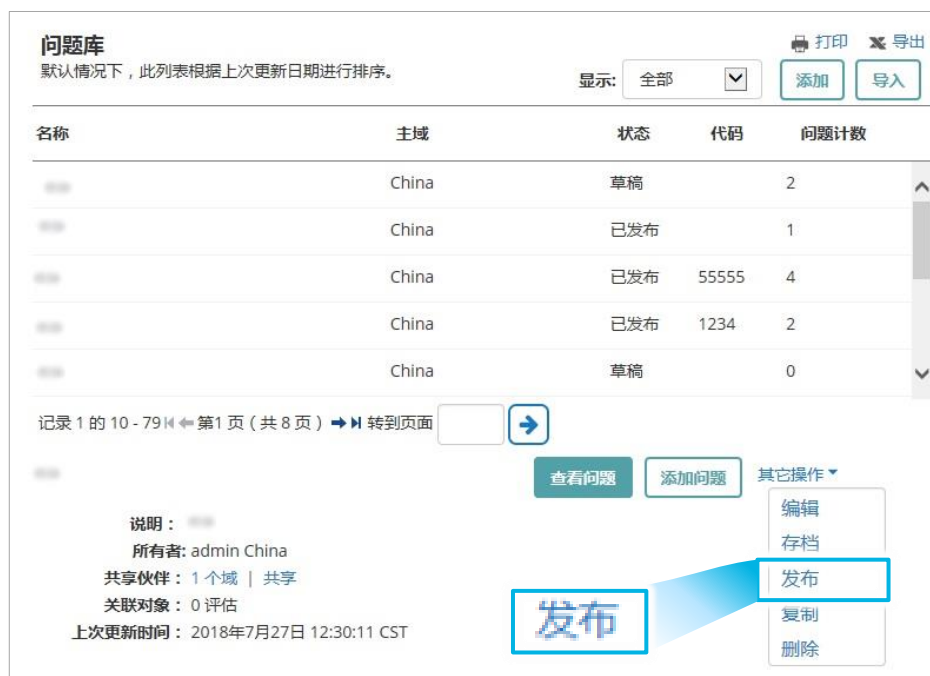 问题库
打印 导出
默认情况下，此列表根据上次更新日期进行排序。
显示: 全部 添加 导入
名称 主域 状态 代码 问题计数
China 草稿 2
China 已发布 1
China 已发布 55555 4
China 已发布 1234 2
China 草稿 0
记录 1 的 10 - 79 第1 页 ( 共 8 页 ) 转到页面
查看问题 添加问题 其它操作
编辑
存档
发布
复制
删除
说明：
所有者: admin China
共享伙伴： 1 个域 | 共享
关联对象： 0 评估
上次更新时间： 2018年7月27日 12:30:11 CST
发布